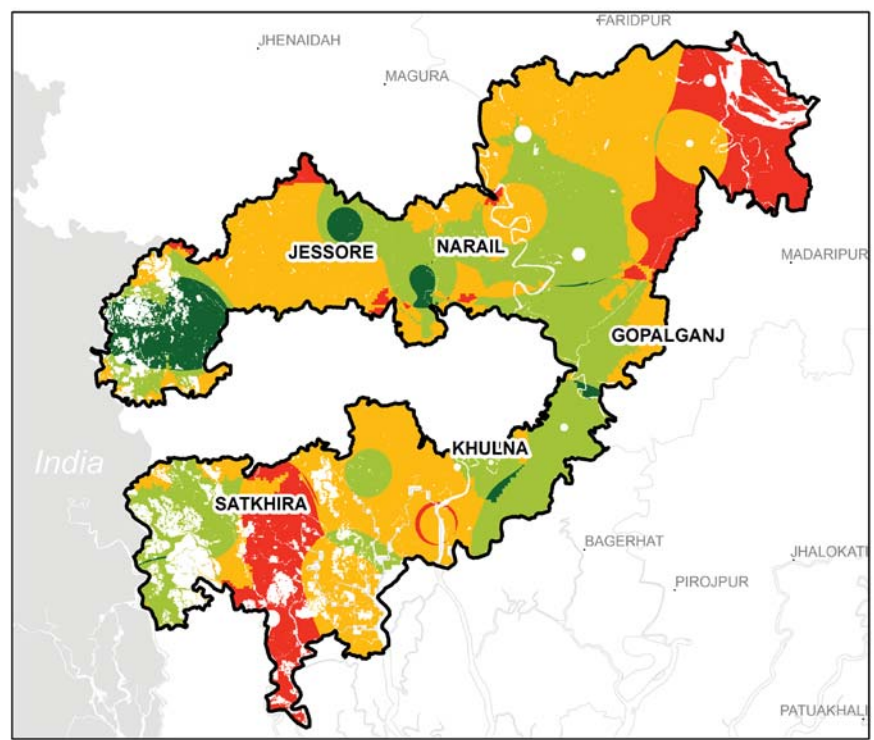 FARIDPUR
JHENAIDAH
MAGURA
JESSORE
NARAIL
MADARIPUR
GOPALGANJ
KHULNA
India
SATKHIRA
BAGERHAT
JHALOKATI
PIROJPUR
PATUAKHALI